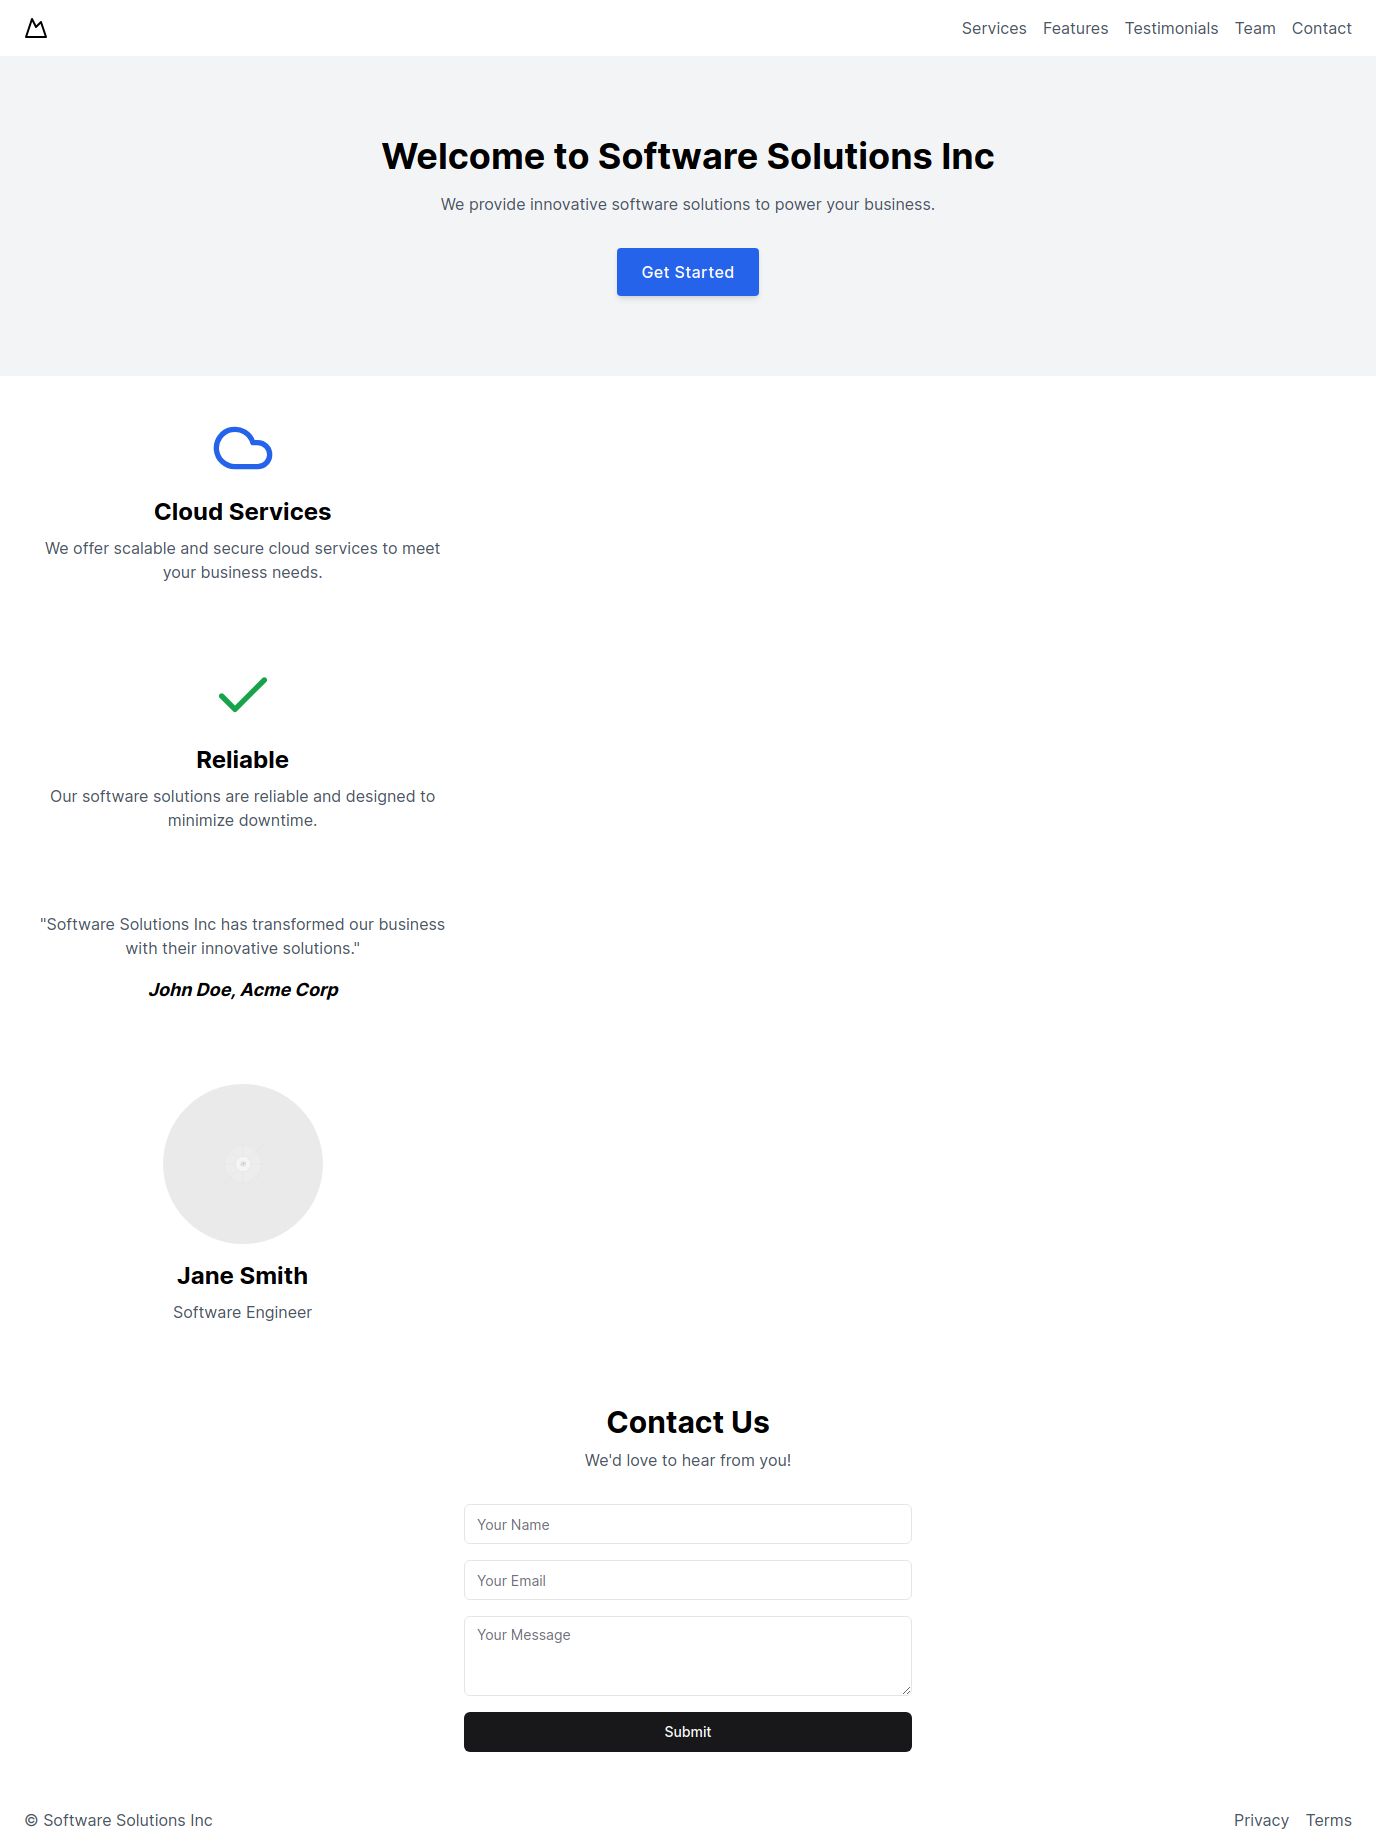 Services Features Testimonials Team Contact
Welcome to Software Solutions Inc
We provide innovative software solutions to power your business.
Get Started
Cloud Services
We offer scalable and secure cloud services to meet
your business needs.
Reliable
Our software solutions are reliable and designed to
minimize downtime.
"Software Solutions Inc has transformed our business
with their innovative solutions."
John Doe, Acme Corp
Jane Smith
Software Engineer
Contact Us
We'd love to hear from you!
Your Name
Your Email
Your Message
Submit
© Software Solutions Inc
Privacy Terms